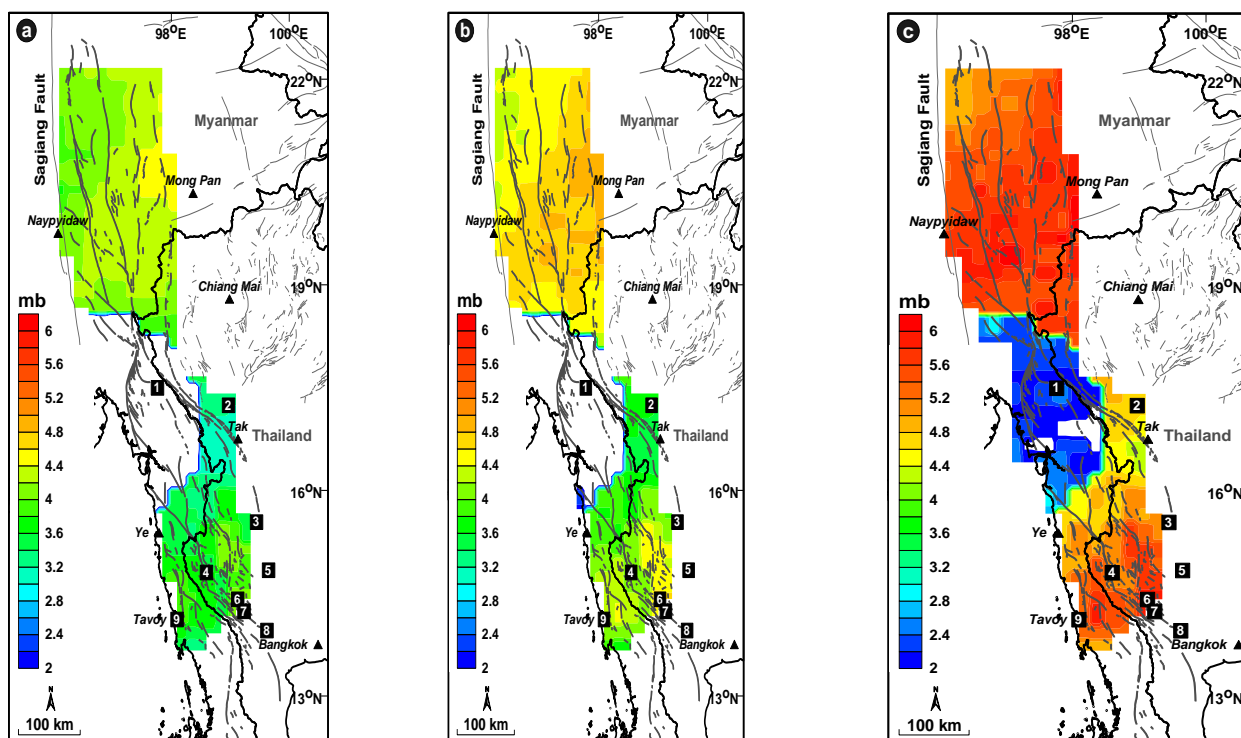 a
98°E
100°E
22°N
Sagiang Fault
Myanmar
Mong Pan
Naypyidaw
Chiang Mai
19°N
mb
6
5.6
5.2
4.8
4.4
4
3.6
3.2
2.8
2.4
2
1
2
Tak
Thailand
16°N
3
Ye
4
5
6
7
Tavoy
9
8
Bangkok
13°N
N
100 km
b
98°E
100°E
22°N
Sagiang Fault
Myanmar
Mong Pan
Naypyidaw
Chiang Mai
19°N
mb
6
5.6
5.2
4.8
4.4
4
3.6
3.2
2.8
2.4
2
1
2
Tak
Thailand
16°N
3
Ye
4
5
6
7
Tavoy
9
8
Bangkok
13°N
N
100 km
c
98°E
100°E
22°N
Sagiang Fault
Myanmar
Mong Pan
Naypyidaw
Chiang Mai
19°N
mb
6
5.6
5.2
4.8
4.4
4
3.6
3.2
2.8
2.4
2
1
2
Tak
Thailand
16°N
3
Ye
4
5
6
7
Tavoy
9
8
Bangkok
13°N
N
100 km